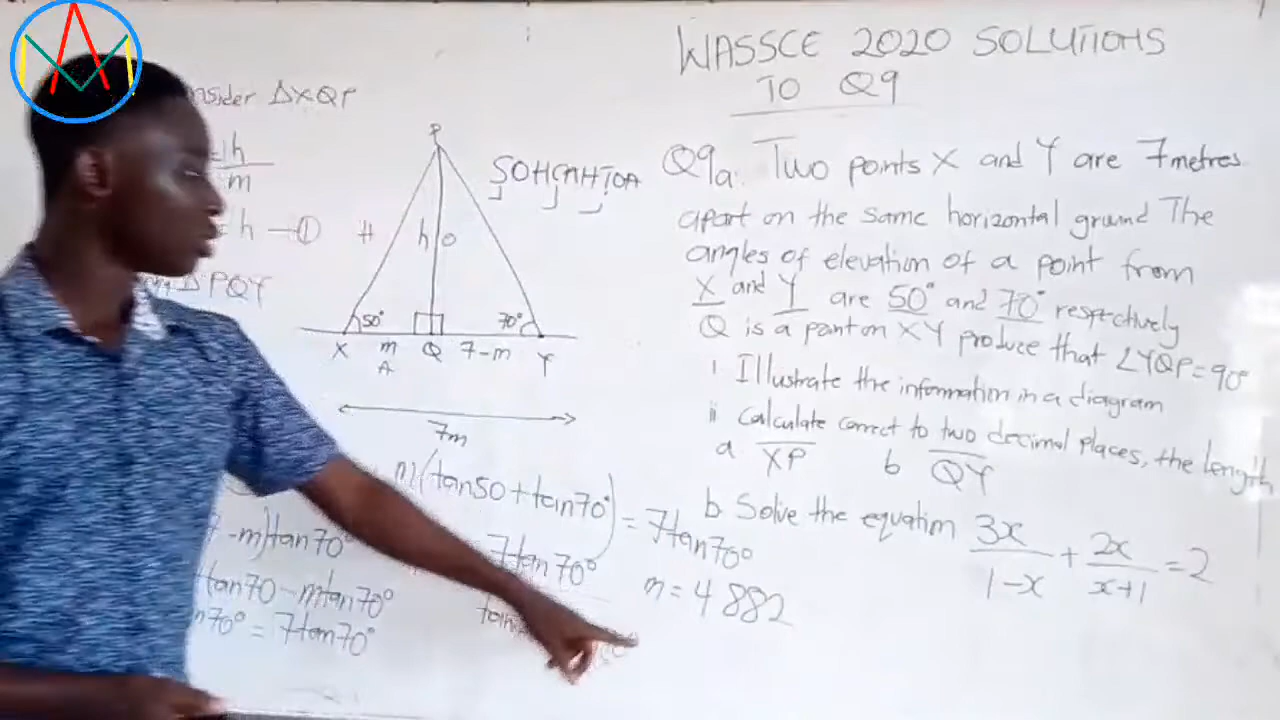 WASSCE 2020 SOLUTIONS
TO Q9
nsider ΔXQP
= h
m
= h —①
ΔPQY
P
SOHCAHTOA
H
h
O
50°
70°
X
m
Q
7-m
Y
A
7m
Q9a. Two points X and Y are 7metres
apart on the same horizontal ground The
angles of elevation of a point from
X and Y are 50° and 70° respectively
Q is a point on XY produce that ∠YQP=90°
i Illustrate the information in a diagram
ii Calculate correct to two decimal places, the length
a XP b QY
b Solve the equation 3x/1-x + 2x/x+1 = 2
m(tan50+tan70°) = 7tan70°
-m)tan70°
tan70 - mtan70°
n70° = 7tan70°
7tan70°
tan
m = 4 882